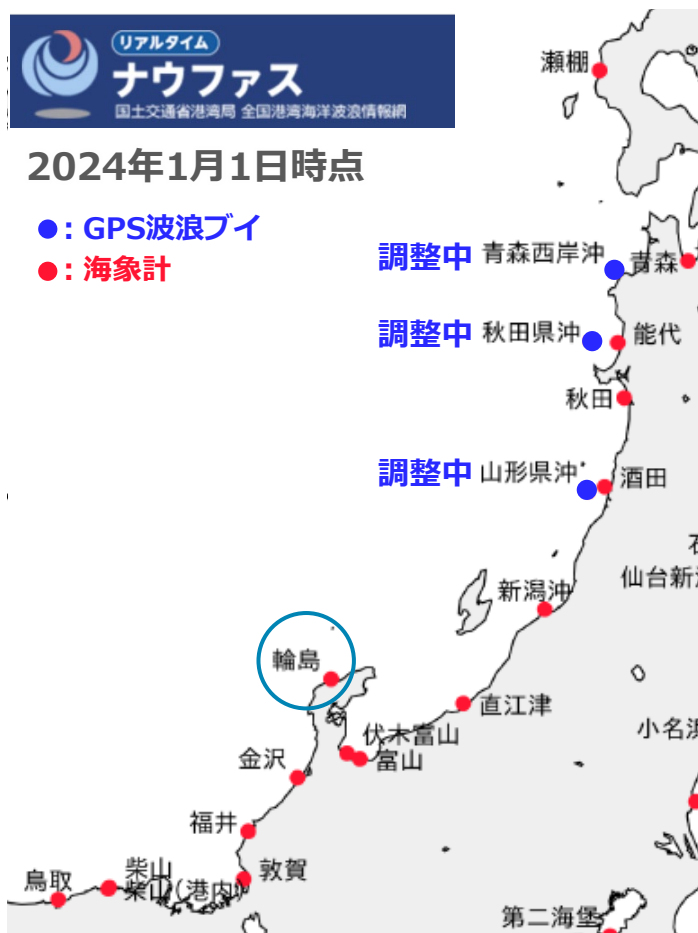 リアルタイム
ナウファス
国土交通省港湾局 全国港湾海洋波浪情報網
2024年1月1日時点
●：GPS波浪ブイ
●：海象計
瀬棚
調整中 青森西岸沖
青森
調整中 秋田県沖
能代
秋田
調整中 山形県沖
酒田
仙台新
新潟沖
輪島
直江津
小名浜
伏木富山
富山
金沢
福井
敦賀
柴山
柴山(港内)
鳥取
第二海堡